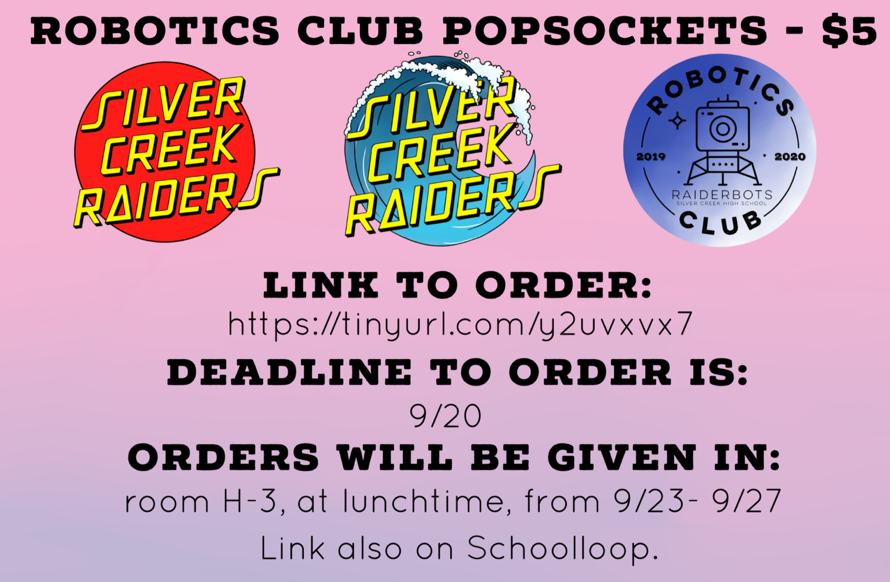 ROBOTICS CLUB POPSOCKETS - $5
SILVER
CREEK
RAIDERS
SILVER
CREEK
RAIDERS
ROBOTICS
2019
2020
RAIDERBOTS
SILVER CREEK HIGH SCHOOL
CLUB
LINK TO ORDER:
https://tinyurl.com/y2uvxvx7
DEADLINE TO ORDER IS:
9/20
ORDERS WILL BE GIVEN IN:
room H-3, at lunchtime, from 9/23- 9/27
Link also on Schoolloop.